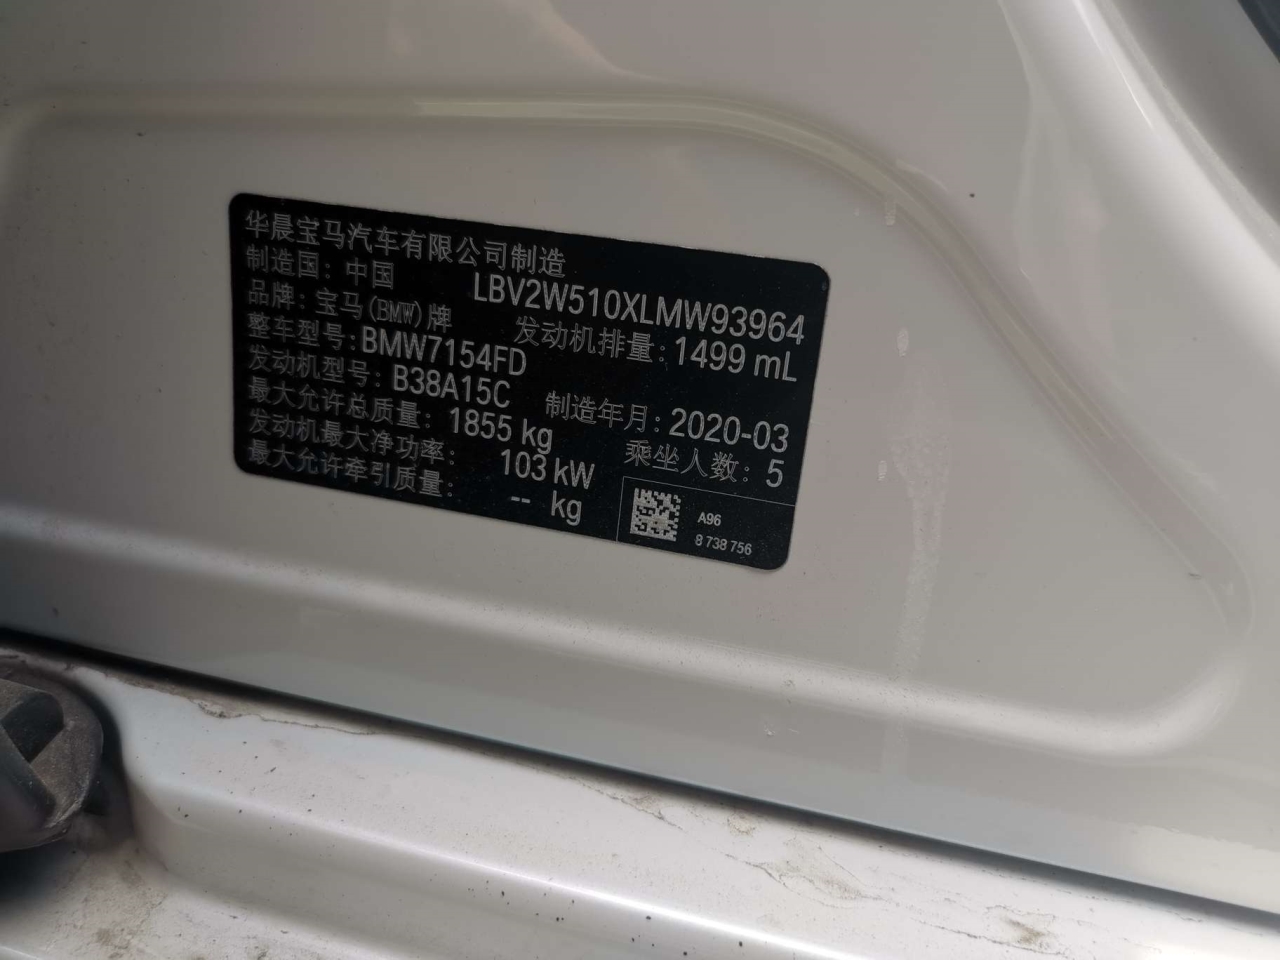 华晨宝马汽车有限公司制造
制造国：中国 LBV2W510XLMW93964
品牌：宝马(BMW)牌 发动机排量：1499 mL
整车型号：BMW7154FD
发动机型号：B38A15C 制造年月：2020-03
最大允许总质量：1855 kg 乘坐人数：5
发动机最大净功率： 103 kW
最大允许牵引质量： -- kg
A96
8 738 756